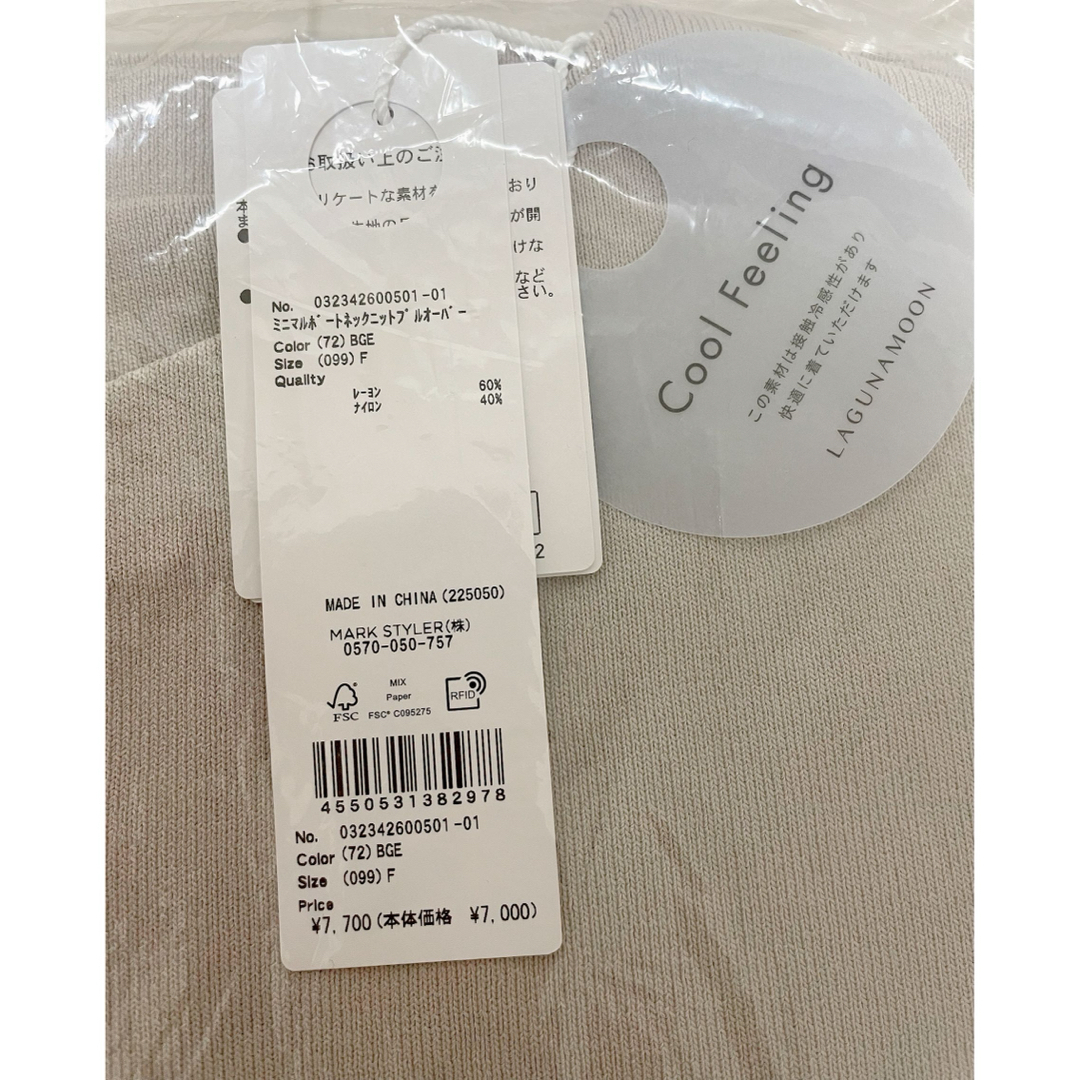 取扱い上のご注
リケートな素材を
本
ま
おり
が開
けな
など
さい。
No. 032342600501-01
ミニマルボートネックニットプルオーバー
Color (72) BGE
Size (099) F
Quality
レーヨン 60%
ナイロン 40%
2
MADE IN CHINA (225050)
MARK STYLER(株)
0570-050-757
FSC
MIX
Paper
FSC® C095275
RFID
4550531382978
No. 032342600501-01
Color (72) BGE
Size (099) F
Price
¥7,700 (本体価格 ¥7,000)
Cool Feeling
この素材は接触冷感性があり
快適に着ていただけます
LAGUNAMOON